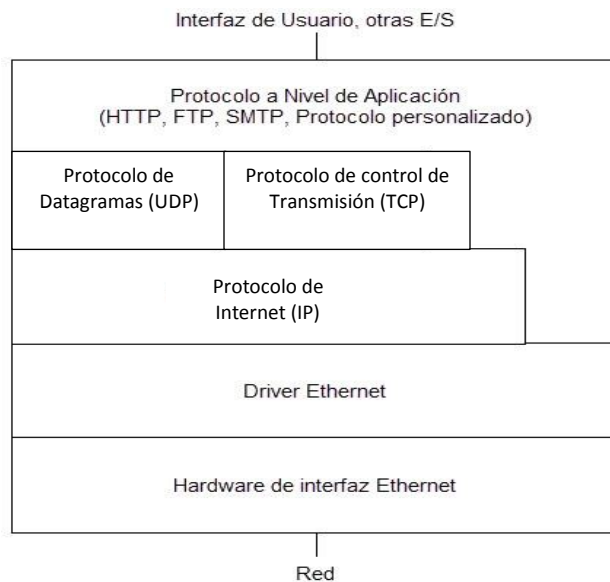 Interfaz de Usuario, otras E/S
Protocolo a Nivel de Aplicación
(HTTP, FTP, SMTP, Protocolo personalizado)
Protocolo de
Datagramas (UDP)
Protocolo de control de
Transmisión (TCP)
Protocolo de
Internet (IP)
Driver Ethernet
Hardware de interfaz Ethernet
Red